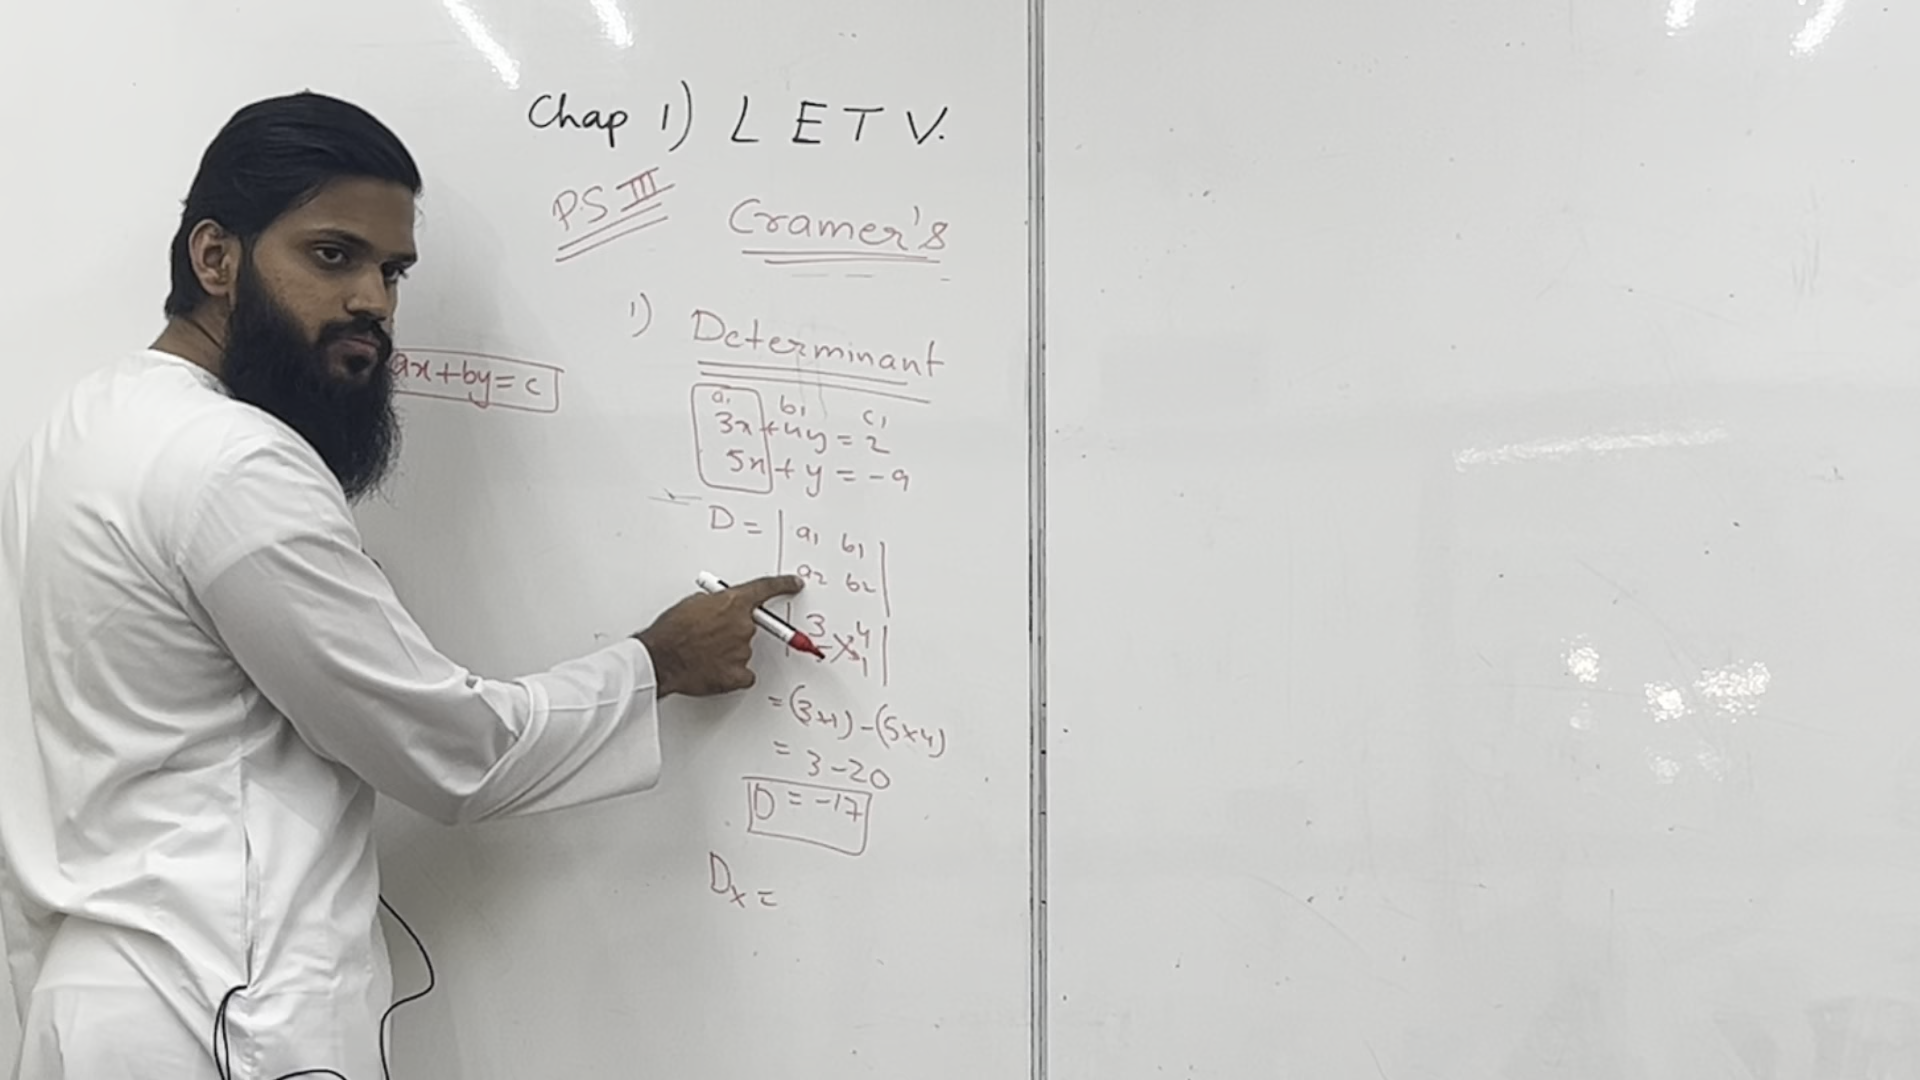 Chap 1) L E T V.
PS III
Cramer's
1) Determinant
ax+by=c
a1 b1 c1
3x+4y=2
5x+y=-9
D=|a1 b1|
|a2 b2|
|3 4|
1|
=(3×1)-(5×4)
=3-20
D=-17
Dx=